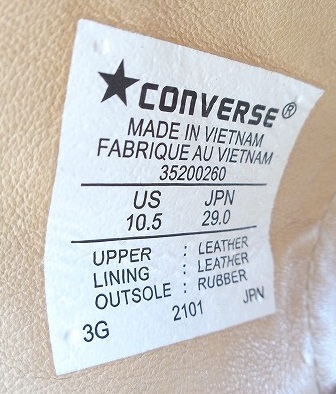 ★CONVERSE®
MADE IN VIETNAM
FABRIQUE AU VIETNAM
35200260
US JPN
10.5 29.0
UPPER : LEATHER
LINING : LEATHER
OUTSOLE : RUBBER
3G 2101 JPN